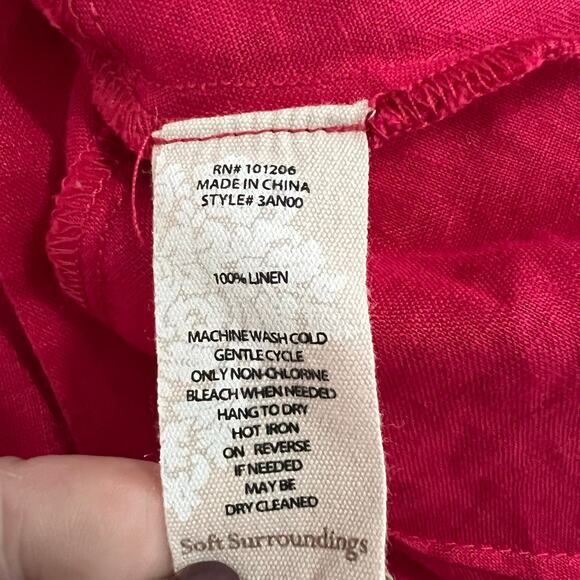 RN# 101206
MADE IN CHINA
STYLE# 3AN00
100% LINEN
MACHINE WASH COLD
GENTLE CYCLE
ONLY NON-CHLORINE
BLEACH WHEN NEEDED
HANG TO DRY
HOT IRON
ON REVERSE
IF NEEDED
MAY BE
DRY CLEANED
Soft Surroundings